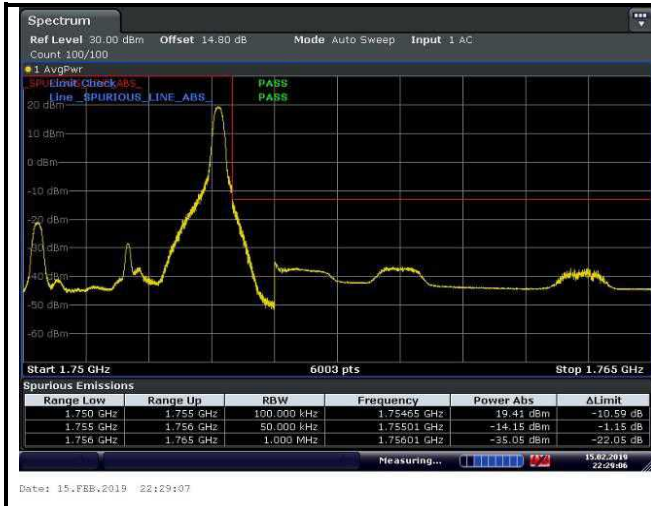 Spectrum
Ref Level 30.00 dBm Offset 14.80 dB Mode Auto Sweep Input 1 AC
Count 100/100
1 AvgPwr
Limit Check PASS
Line _SPURIOUS_LINE_ABS_ PASS
20 dBm
10 dBm
0 dBm
-10 dBm
-20 dBm
-30 dBm
-40 dBm
-50 dBm
-60 dBm
Start 1.75 GHz 6003 pts Stop 1.765 GHz
Spurious Emissions
Range Low Range Up RBW Frequency Power Abs ΔLimit
1.750 GHz 1.755 GHz 100.000 kHz 1.75465 GHz 19.41 dBm -10.59 dB
1.755 GHz 1.756 GHz 50.000 kHz 1.75501 GHz -14.15 dBm -1.15 dB
1.756 GHz 1.765 GHz 1.000 MHz 1.75601 GHz -35.05 dBm -22.05 dB
Measuring... 15.02.2019
22:29:06
Date: 15.FEB.2019 22:29:07